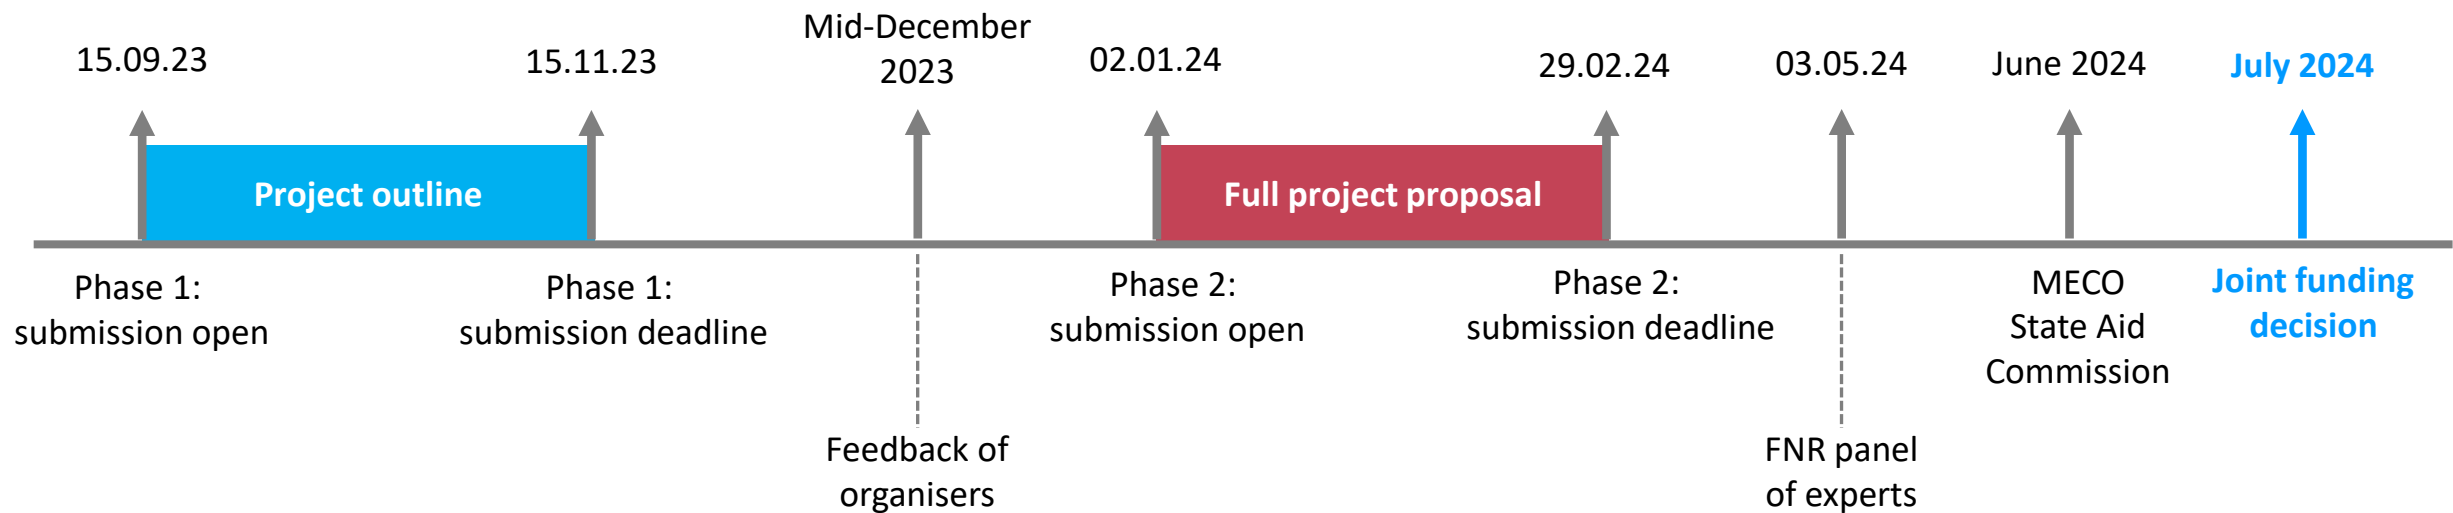 15.09.23
15.11.23
Mid-December
2023
02.01.24
29.02.24
03.05.24
June 2024
July 2024
Project outline
Full project proposal
Phase 1:
submission open
Phase 1:
submission deadline
Feedback of
organisers
Phase 2:
submission open
Phase 2:
submission deadline
FNR panel
of experts
MECO
State Aid
Commission
Joint funding
decision